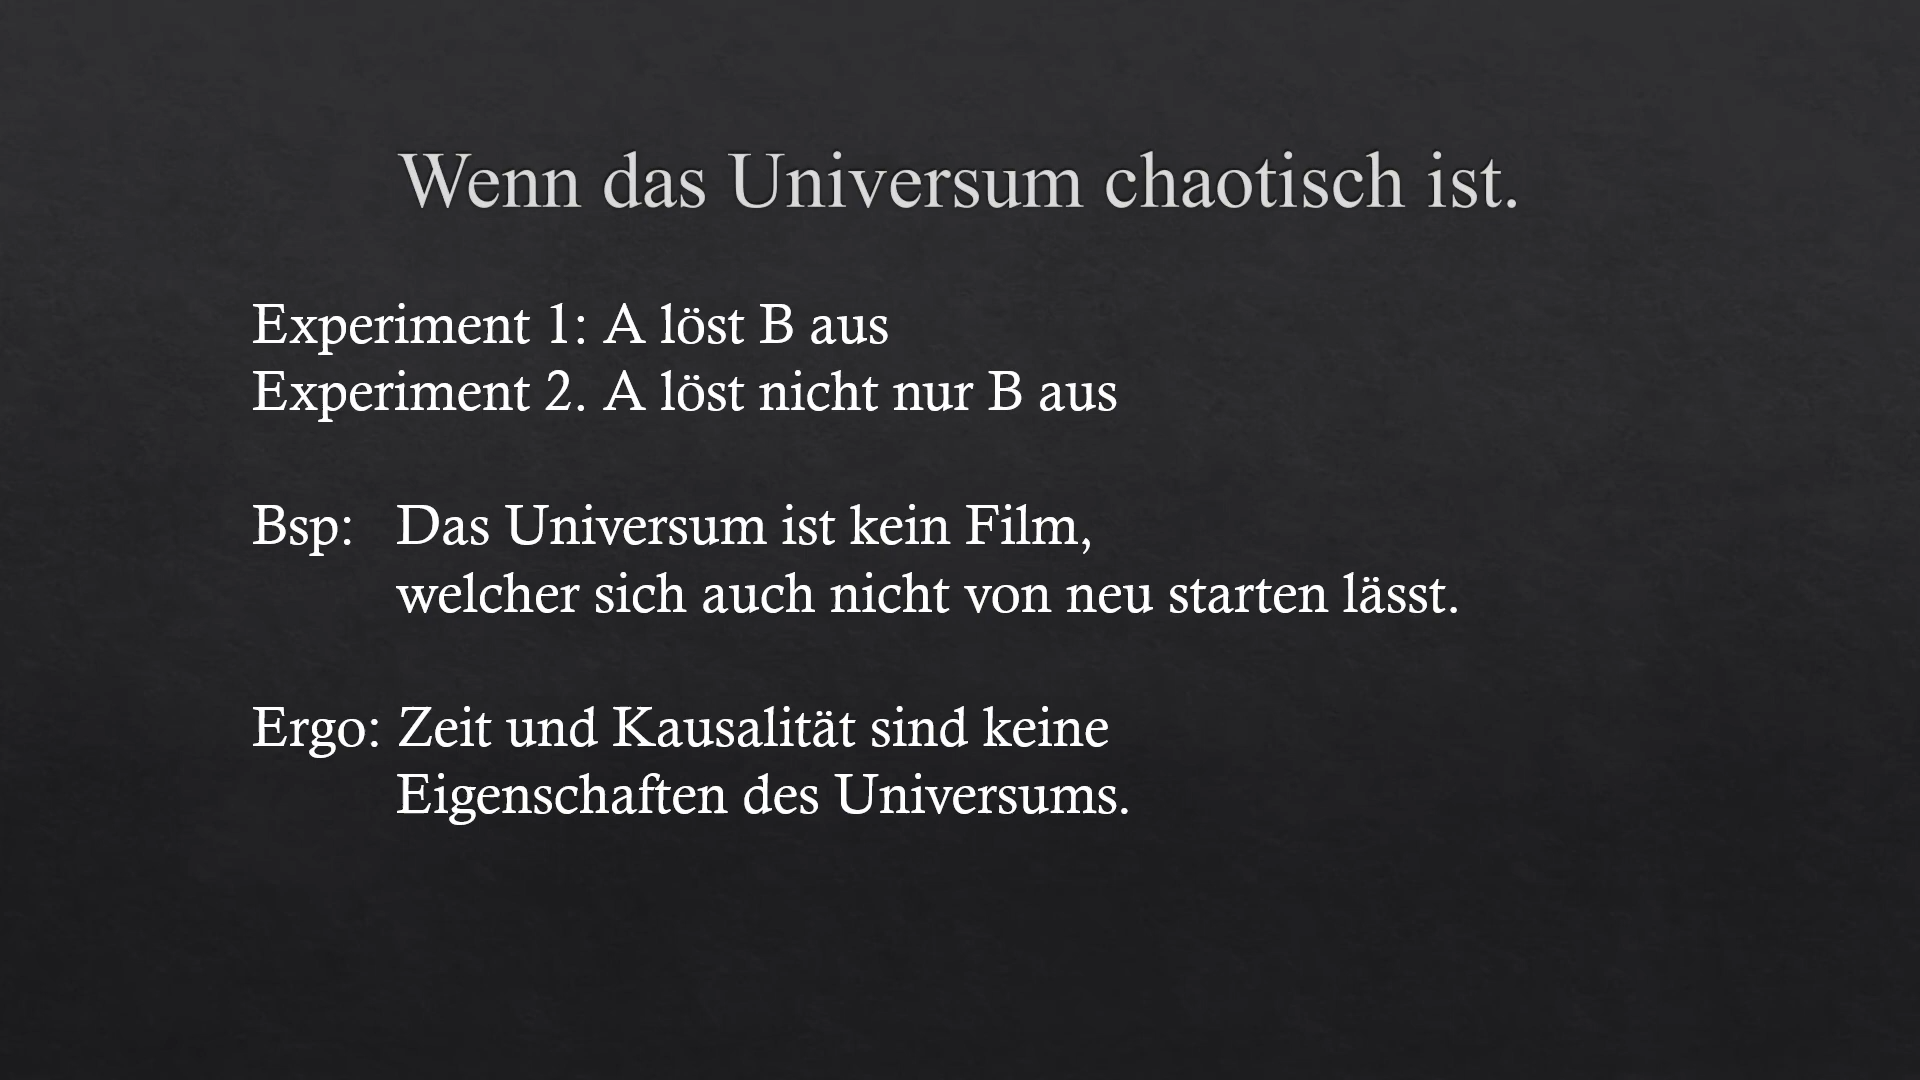 Wenn das Universum chaotisch ist.
Experiment 1: A löst B aus
Experiment 2. A löst nicht nur B aus
Bsp: Das Universum ist kein Film,
welcher sich auch nicht von neu starten lässt.
Ergo: Zeit und Kausalität sind keine
Eigenschaften des Universums.